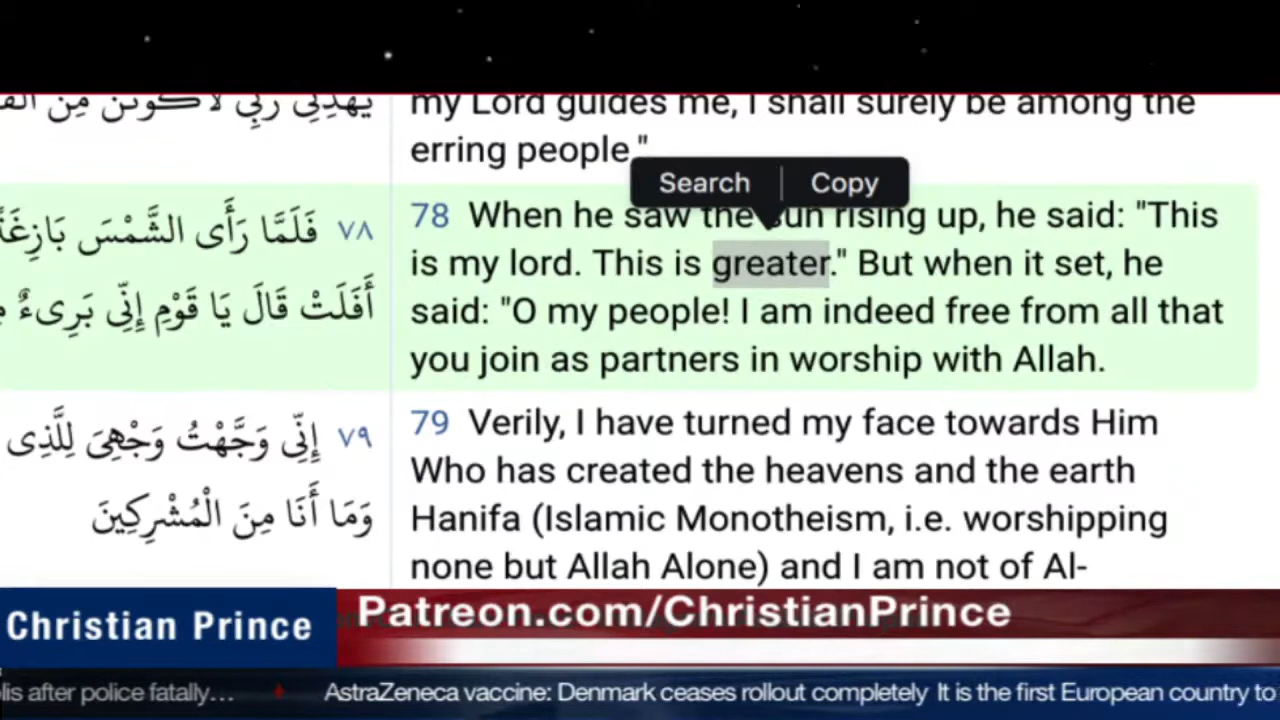 my Lord guides me, I shall surely be among the
erring people."
يَهْدِنِي رَبِّي لَأَكُونَنَّ مِنَ
Search
Copy
78 When he saw the sun rising up, he said: "This
is my lord. This is greater." But when it set, he
said: "O my people! I am indeed free from all that
you join as partners in worship with Allah.
٧٨ فَلَمَّا رَأَى الشَّمْسَ بَازِغَةً
أَفَلَتْ قَالَ يَا قَوْمِ إِنِّي بَرِيءٌ
79 Verily, I have turned my face towards Him
Who has created the heavens and the earth
Hanifa (Islamic Monotheism, i.e. worshipping
none but Allah Alone) and I am not of Al-
٧٩ إِنِّي وَجَّهْتُ وَجْهِيَ لِلَّذِي
وَمَا أَنَا مِنَ الْمُشْرِكِينَ
Christian Prince
Patreon.com/ChristianPrince
lis after police fatally… AstraZeneca vaccine: Denmark ceases rollout completely It is the first European country to